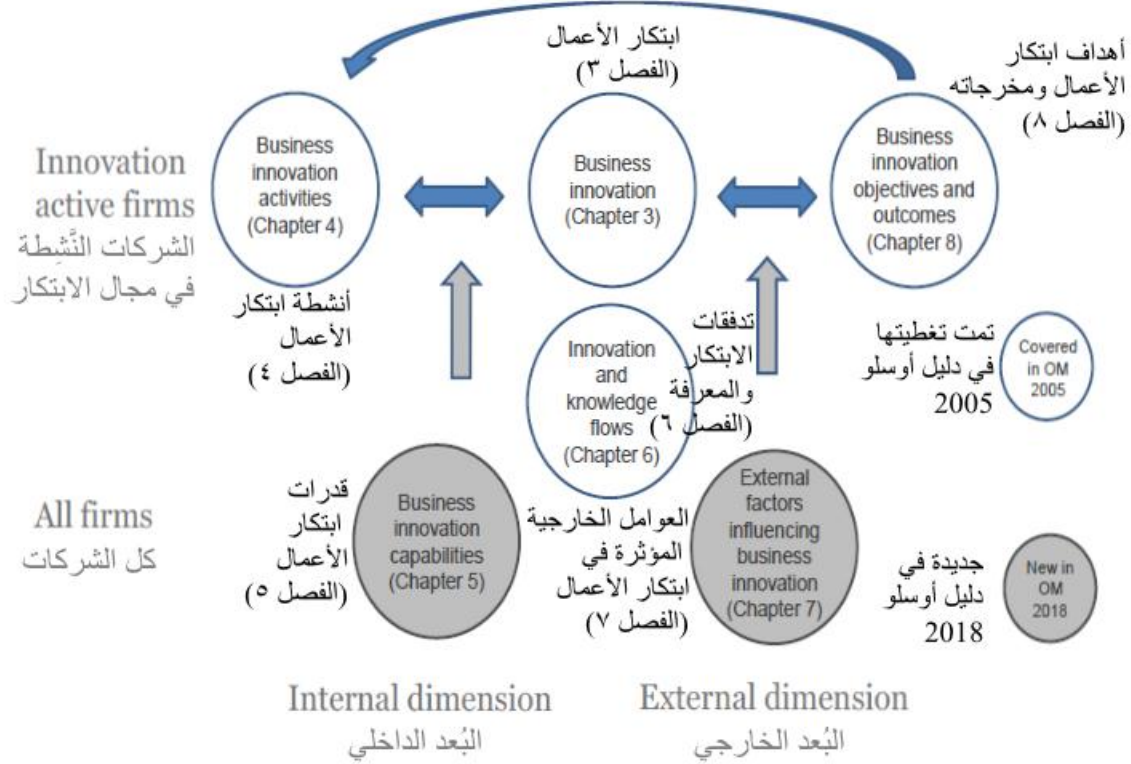 ابتكار الأعمال
(الفصل ٣)
أهداف ابتكار
الأعمال ومخرجاته
(الفصل ٨)
Innovation
active firms
الشركات النَّشِطة
في مجال الابتكار
Business
innovation
activities
(Chapter 4)
Business
innovation
(Chapter 3)
Business
innovation
objectives and
outcomes
(Chapter 8)
أنشطة ابتكار
الأعمال
(الفصل ٤)
Innovation
and
knowledge
flows
(Chapter 6)
تدفقات
الابتكار
والمعرفة
(الفصل ٦)
تمت تغطيتها
في دليل أوسلو
2005
Covered
in OM
2005
All firms
كل الشركات
قدرات
ابتكار
الأعمال
(الفصل ٥)
Business
innovation
capabilities
(Chapter 5)
العوامل الخارجية
المؤثرة في
ابتكار الأعمال
(الفصل ٧)
External
factors
influencing
business
innovation
(Chapter 7)
جديدة في
دليل أوسلو
2018
New in
OM
2018
Internal dimension
البُعد الداخلي
External dimension
البُعد الخارجي